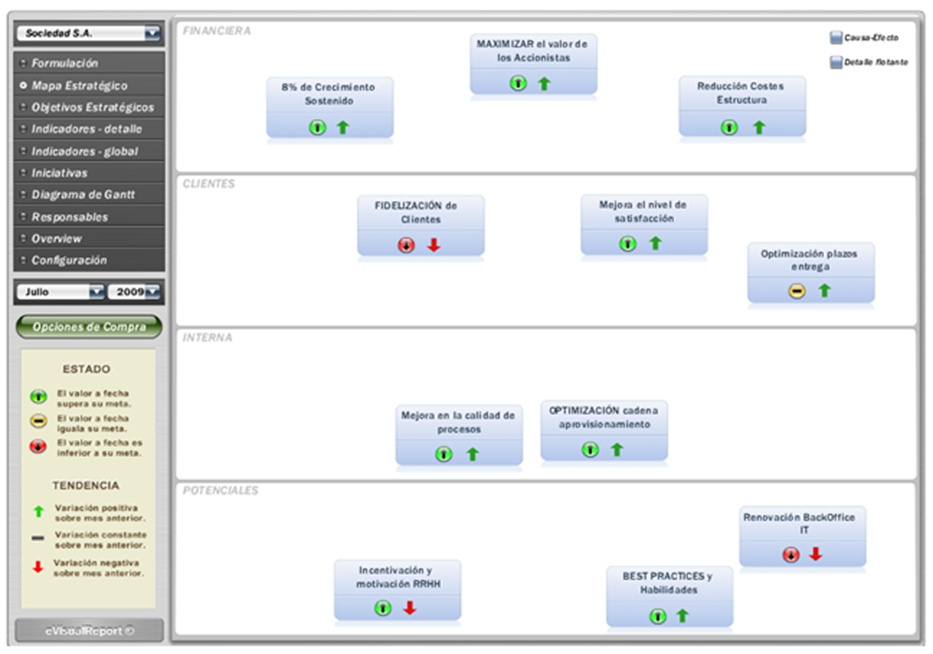 Sociedad S.A.
Formulación
Mapa Estratégico
Objetivos Estratégicos
Indicadores - detalle
Indicadores - global
Iniciativas
Diagrama de Gantt
Responsables
Overview
Configuración
Julio 2009
Opciones de Compra
ESTADO
El valor a fecha
supera su meta.
El valor a fecha
iguala su meta.
El valor a fecha es
inferior a su meta.
TENDENCIA
Variación positiva
sobre mes anterior.
Variación constante
sobre mes anterior.
Variación negativa
sobre mes anterior.
eVisualReport ©
FINANCIERA
Causa-Efecto
Detalle flotante
MAXIMIZAR el valor de
los Accionistas
8% de Crecimiento
Sostenido
Reducción Costes
Estructura
CLIENTES
FIDELIZACIÓN de
Clientes
Mejora el nivel de
satisfacción
Optimización plazos
entrega
INTERNA
Mejora en la calidad de
procesos
OPTIMIZACIÓN cadena
aprovisionamiento
POTENCIALES
Renovación BackOffice
IT
Incentivación y
motivación RRHH
BEST PRACTICES y
Habilidades